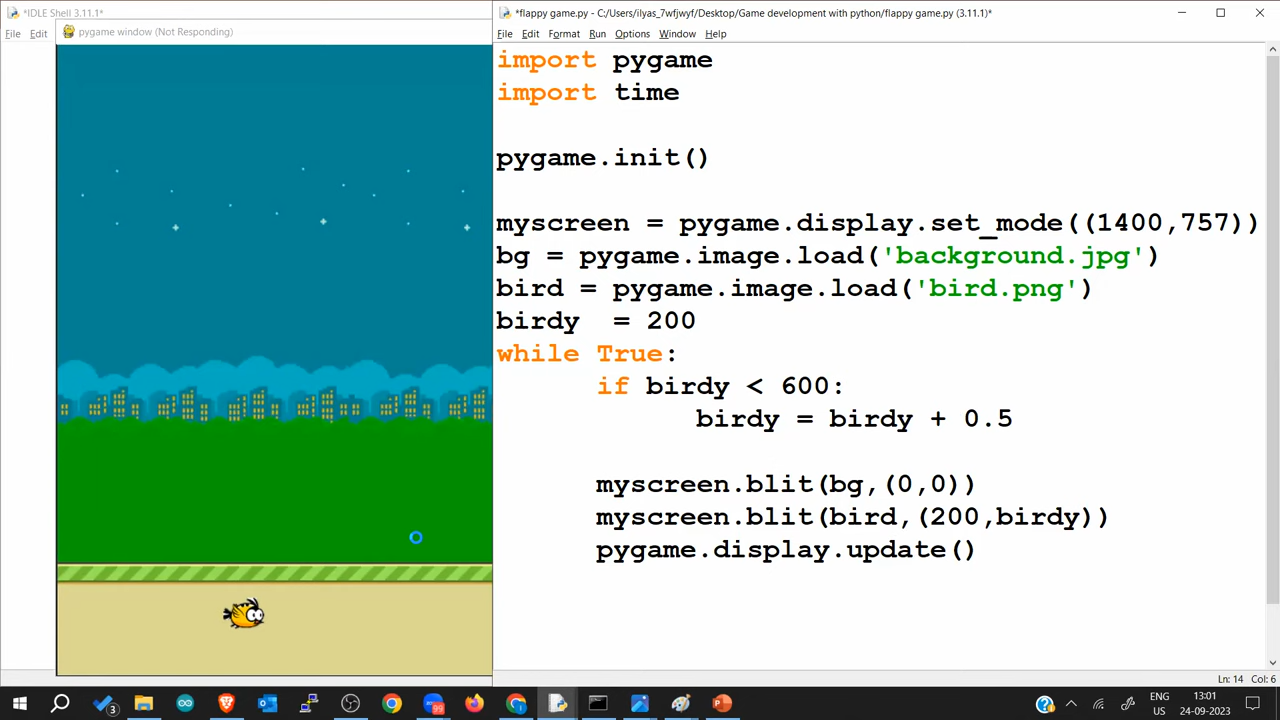 *IDLE Shell 3.11.1*
File Edit
pygame window (Not Responding)
*flappy game.py - C:/Users/ilyas_7wfjwyf/Desktop/Game development with python/flappy game.py (3.11.1)*
File Edit Format Run Options Window Help
import pygame
import time
pygame.init()
myscreen = pygame.display.set_mode((1400,757))
bg = pygame.image.load('background.jpg')
bird = pygame.image.load('bird.png')
birdy  = 200
while True:
if birdy < 600:
birdy = birdy + 0.5
myscreen.blit(bg,(0,0))
myscreen.blit(bird,(200,birdy))
pygame.display.update()
Ln: 14 Col: 6
3
99
ENG
US
13:01
24-09-2023